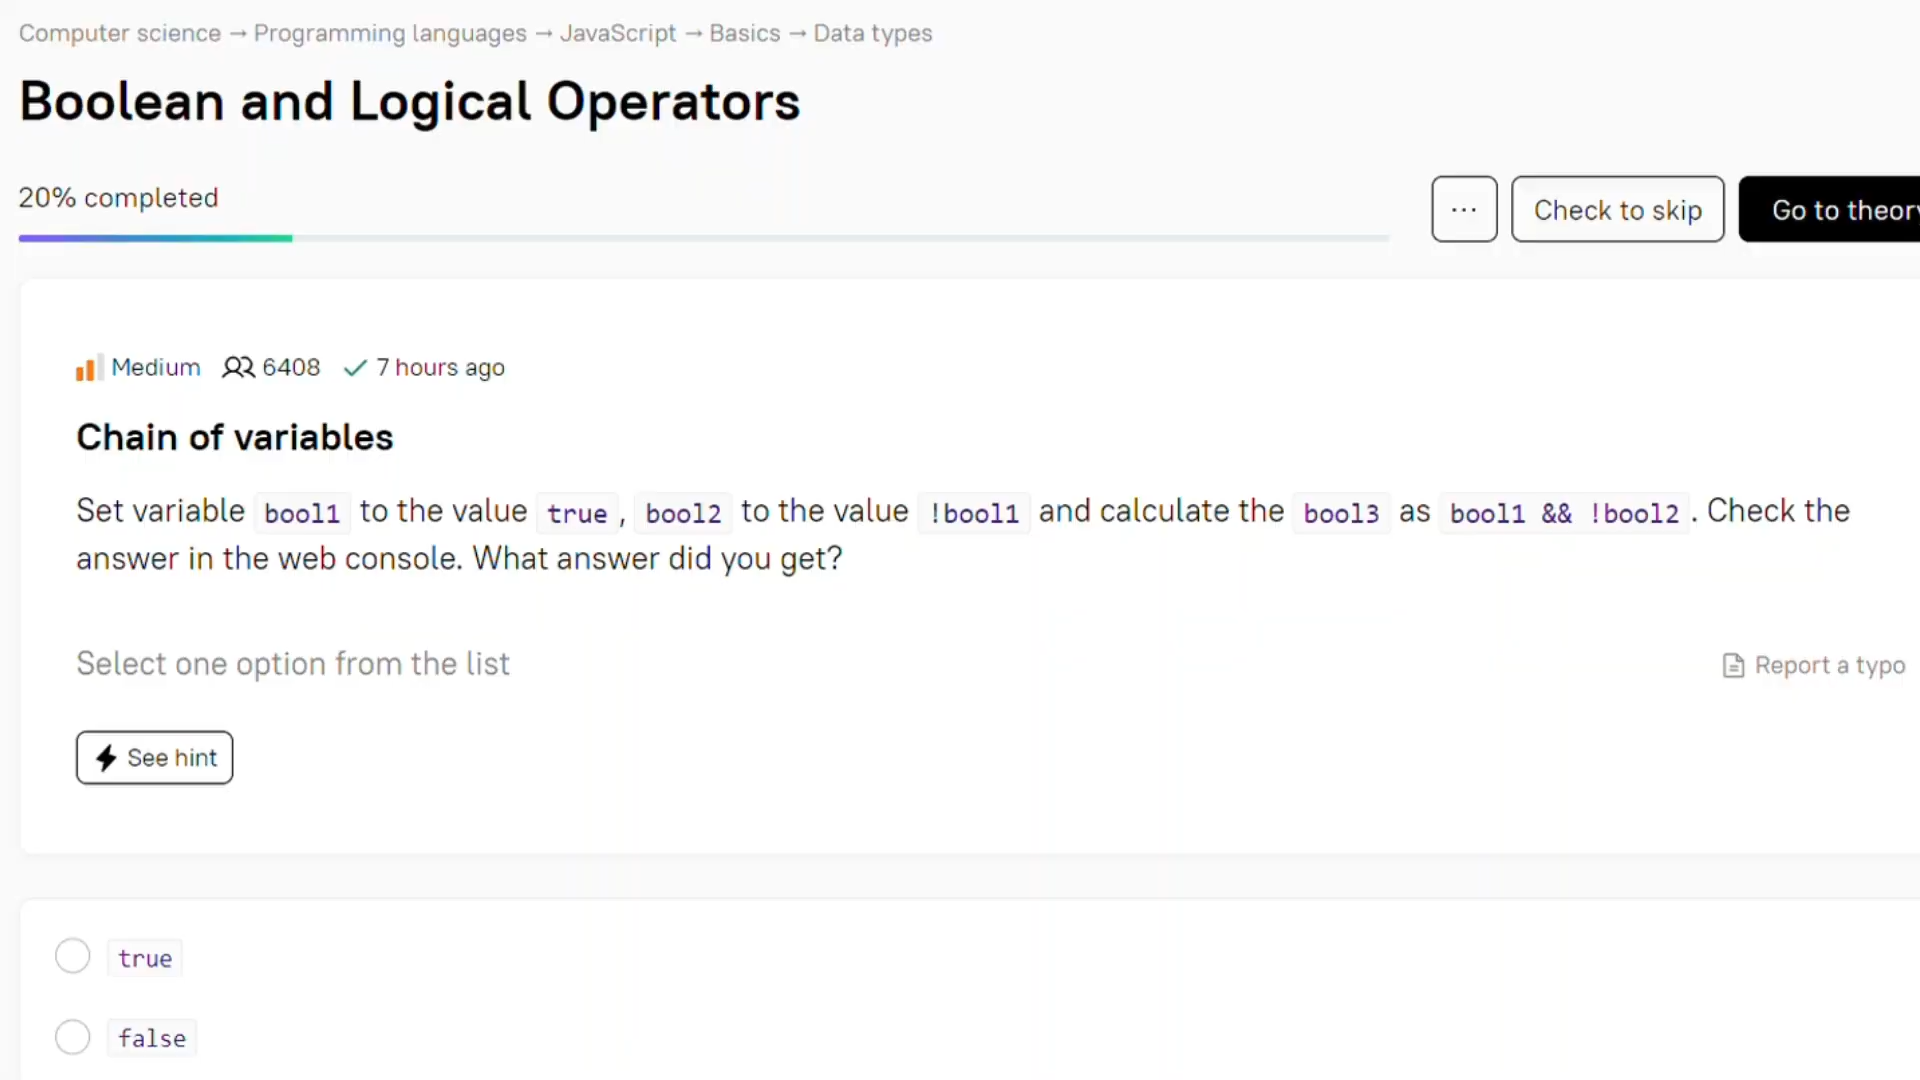 Computer science → Programming languages → JavaScript → Basics → Data types
Boolean and Logical Operators
20% completed
...
Check to skip
Go to theory
Medium 6408 7 hours ago
Chain of variables
Set variable bool1 to the value true, bool2 to the value !bool1 and calculate the bool3 as bool1 && !bool2. Check the
answer in the web console. What answer did you get?
Select one option from the list
Report a typo
See hint
true
false